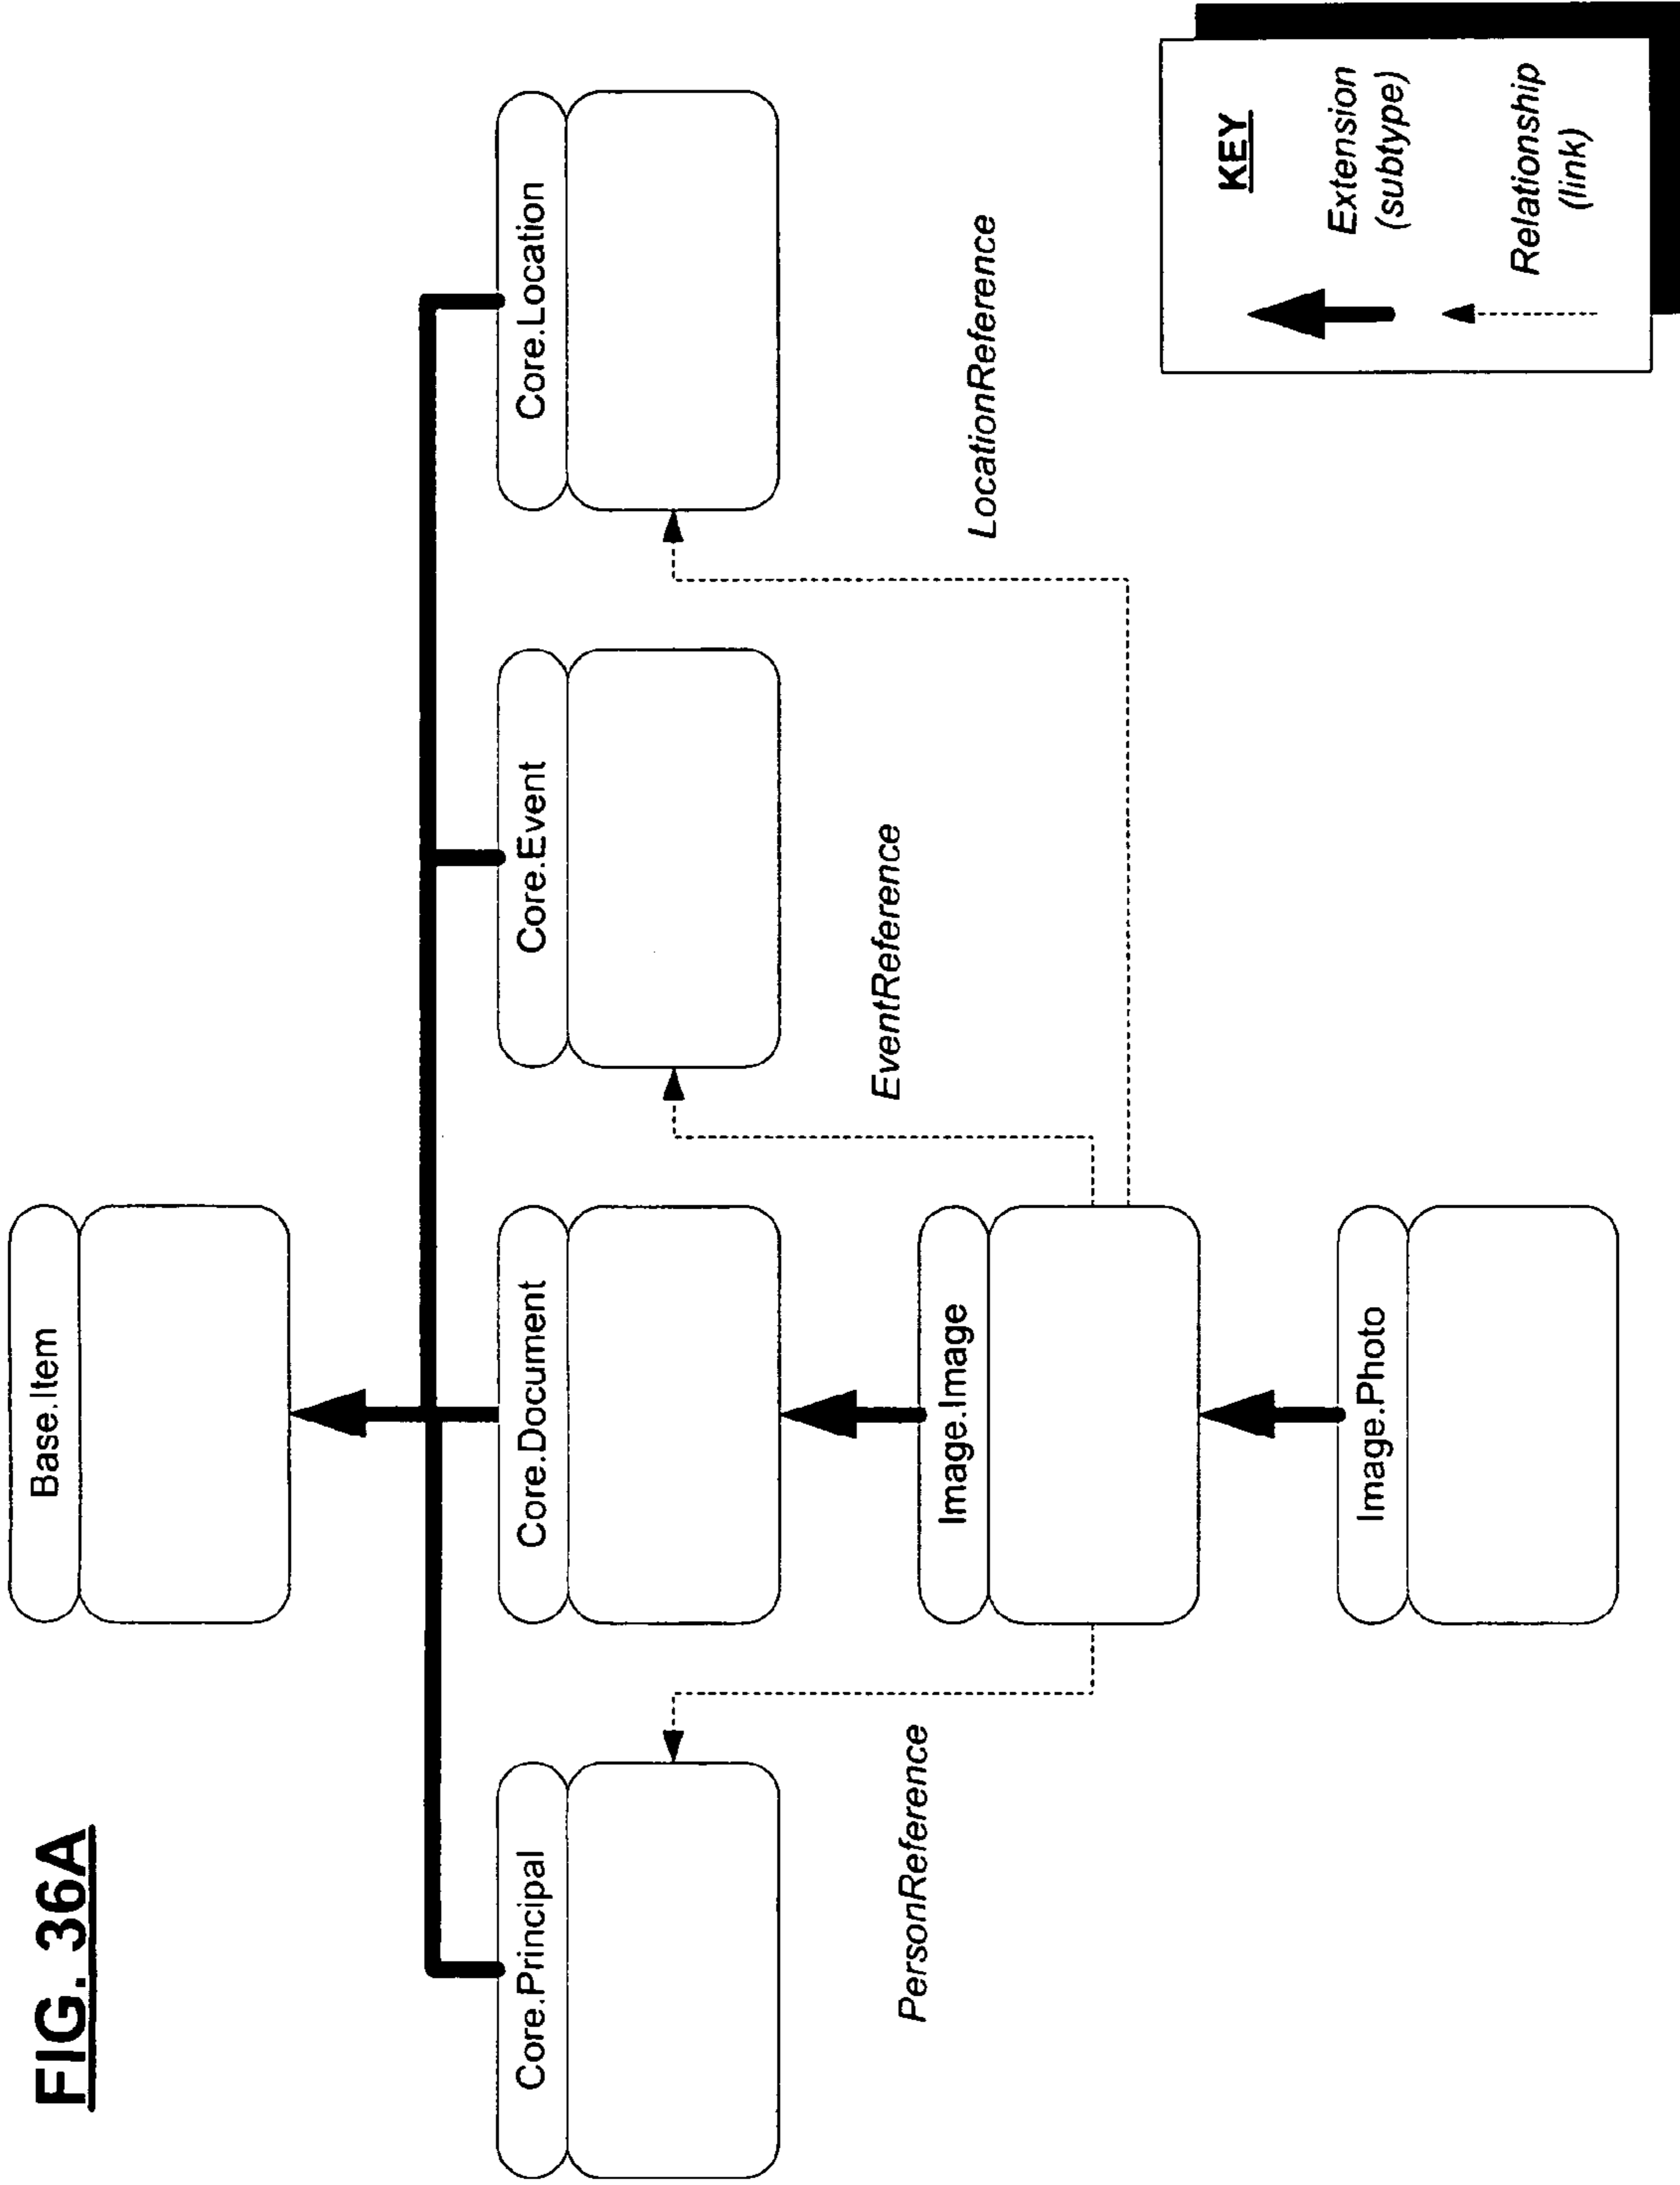 FIG. 36A
Base.Item
Core.Principal
Core.Document
Core.Event
Core.Location
PersonReference
EventReference
LocationReference
Image.Image
Image.Photo
KEY
Extension
(subtype)
Relationship
(link)